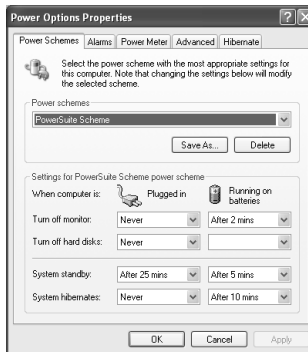 Power Options Properties
Power Schemes Alarms Power Meter Advanced Hibernate
Select the power scheme with the most appropriate settings for
this computer. Note that changing the settings below will modify
the selected scheme.
Power schemes
PowerSuite Scheme
Save As... Delete
Settings for PowerSuite Scheme power scheme
When computer is: Plugged in Running on
batteries
Turn off monitor: Never After 2 mins
Turn off hard disks: Never
System standby: After 25 mins After 5 mins
System hibernates: Never After 10 mins
OK Cancel Apply